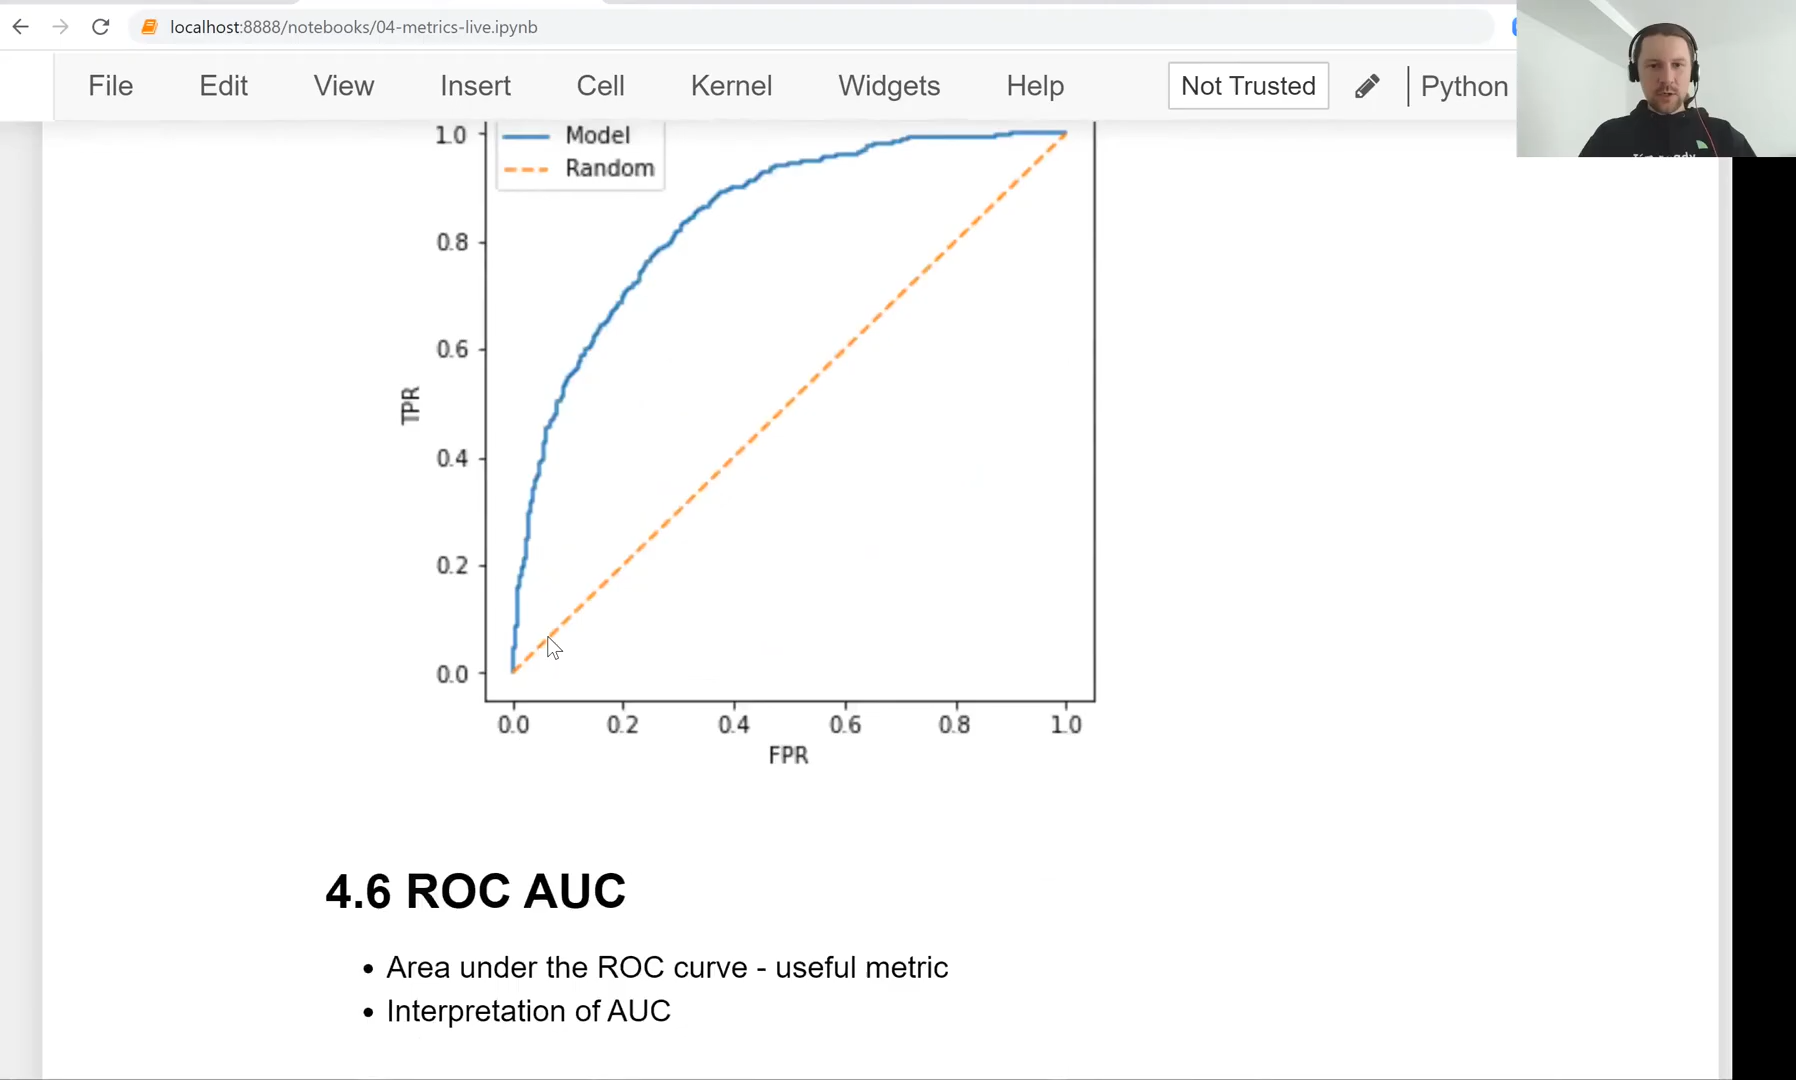 localhost:8888/notebooks/04-metrics-live.ipynb
File Edit View Insert Cell Kernel Widgets Help Not Trusted Python
1.0
Model
Random
0.8
0.6
TPR
0.4
0.2
0.0
0.0 0.2 0.4 0.6 0.8 1.0
FPR
4.6 ROC AUC
• Area under the ROC curve - useful metric
• Interpretation of AUC